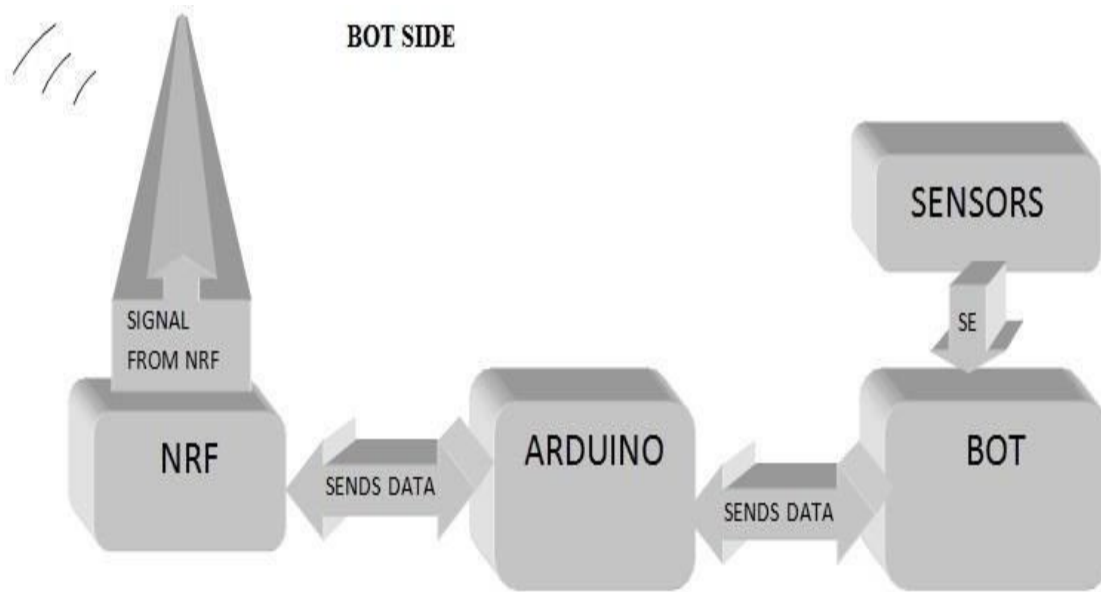 BOT SIDE
SENSORS
SIGNAL
FROM NRF
SE
NRF
SENDS DATA
ARDUINO
SENDS DATA
BOT